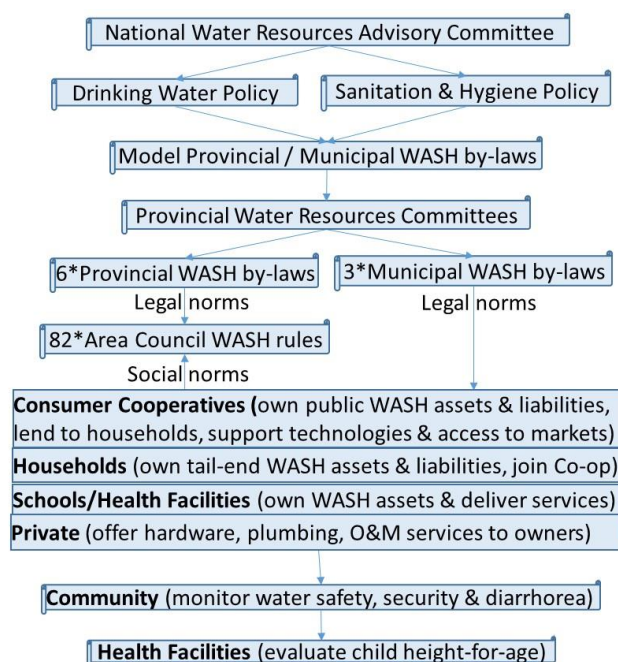 National Water Resources Advisory Committee
Drinking Water Policy
Sanitation & Hygiene Policy
Model Provincial / Municipal WASH by-laws
Provincial Water Resources Committees
6*Provincial WASH by-laws
3*Municipal WASH by-laws
Legal norms
Legal norms
82*Area Council WASH rules
Social norms
Consumer Cooperatives (own public WASH assets & liabilities,
lend to households, support technologies & access to markets)
Households (own tail-end WASH assets & liabilities, join Co-op)
Schools/Health Facilities (own WASH assets & deliver services)
Private (offer hardware, plumbing, O&M services to owners)
Community (monitor water safety, security & diarrhorea)
Health Facilities (evaluate child height-for-age)